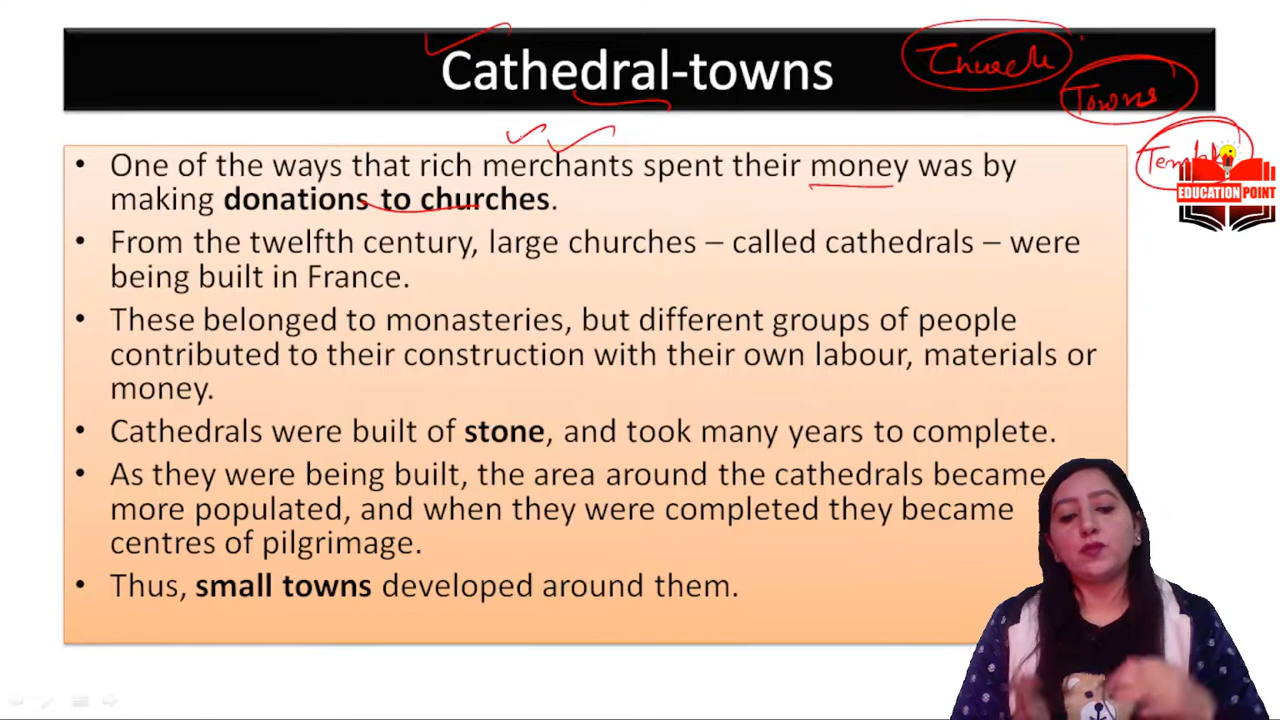 Cathedral-towns
Church
Towns
EDUCATION POINT
• One of the ways that rich merchants spent their money was by
making donations to churches.
• From the twelfth century, large churches – called cathedrals – were
being built in France.
• These belonged to monasteries, but different groups of people
contributed to their construction with their own labour, materials or
money.
• Cathedrals were built of stone, and took many years to complete.
• As they were being built, the area around the cathedrals became
more populated, and when they were completed they became
centres of pilgrimage.
• Thus, small towns developed around them.